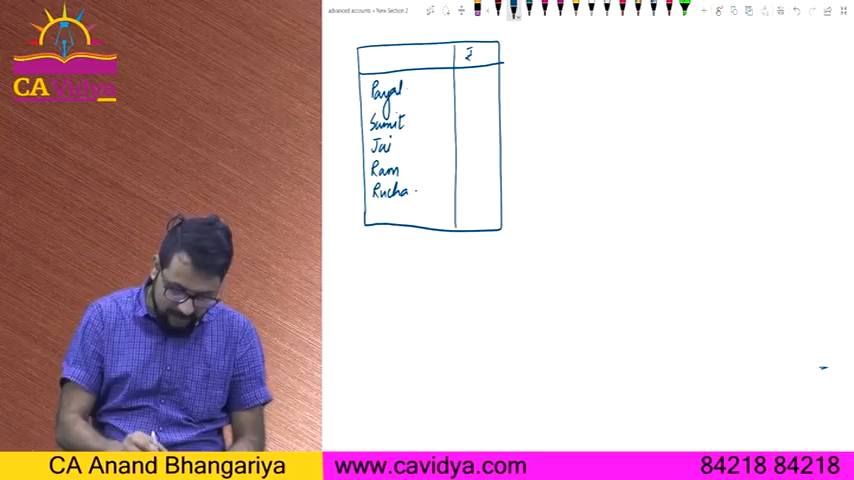 advanced accounts » New Section 2
CA Vidya
₹
Payal
Sumit
Jai
Ram
Rucha
CA Anand Bhangariya
www.cavidya.com
84218 84218